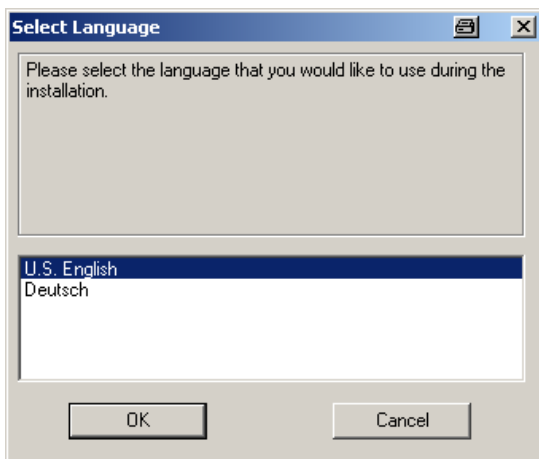 Select Language
Please select the language that you would like to use during the
installation.
U.S. English
Deutsch
OK
Cancel